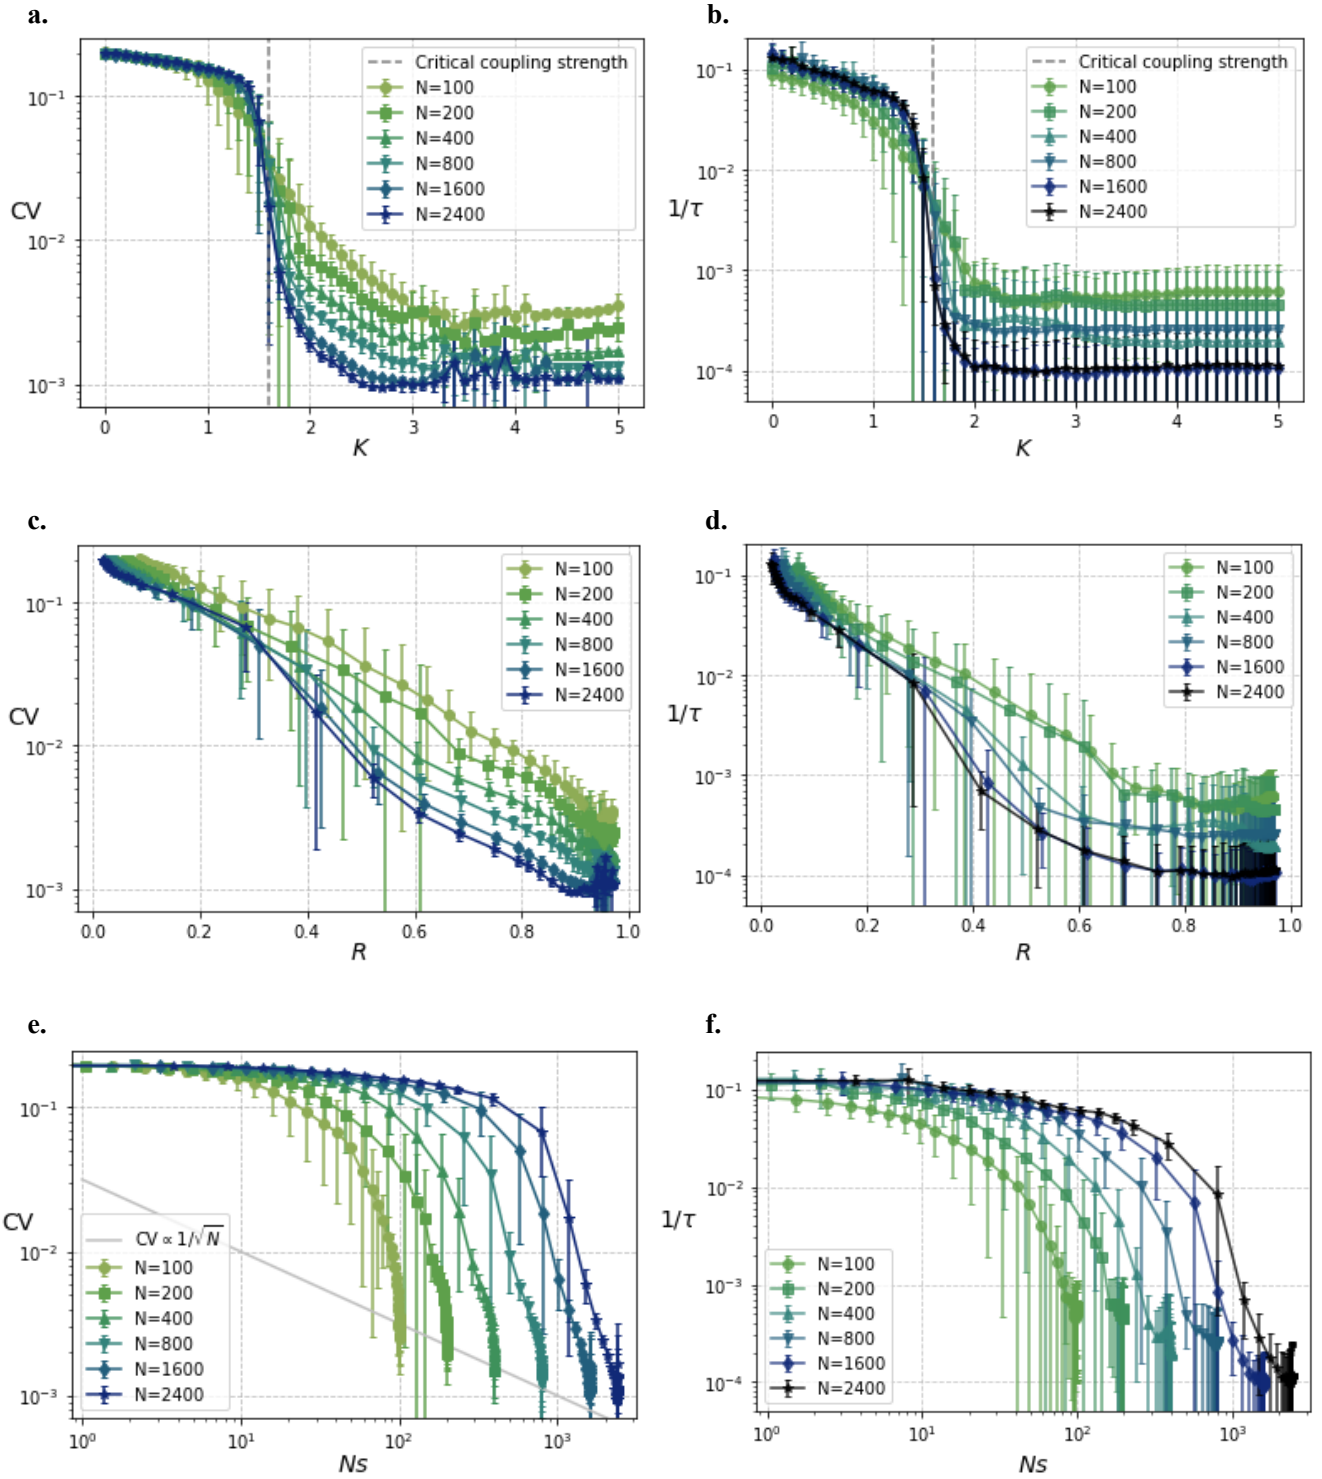 a.
10⁻¹
10⁻²
10⁻³
CV
0 1 2 3 4 5
K
Critical coupling strength
N=100
N=200
N=400
N=800
N=1600
N=2400
b.
10⁻¹
10⁻²
10⁻³
10⁻⁴
1/τ
0 1 2 3 4 5
K
Critical coupling strength
N=100
N=200
N=400
N=800
N=1600
N=2400
c.
10⁻¹
10⁻²
10⁻³
CV
0.0 0.2 0.4 0.6 0.8 1.0
R
N=100
N=200
N=400
N=800
N=1600
N=2400
d.
10⁻¹
10⁻²
10⁻³
10⁻⁴
1/τ
0.0 0.2 0.4 0.6 0.8 1.0
R
N=100
N=200
N=400
N=800
N=1600
N=2400
e.
10⁻¹
10⁻²
10⁻³
CV
10⁰ 10¹ 10² 10³
Ns
CV ∝ 1/√N
N=100
N=200
N=400
N=800
N=1600
N=2400
f.
10⁻¹
10⁻²
10⁻³
10⁻⁴
1/τ
10⁰ 10¹ 10² 10³
Ns
N=100
N=200
N=400
N=800
N=1600
N=2400